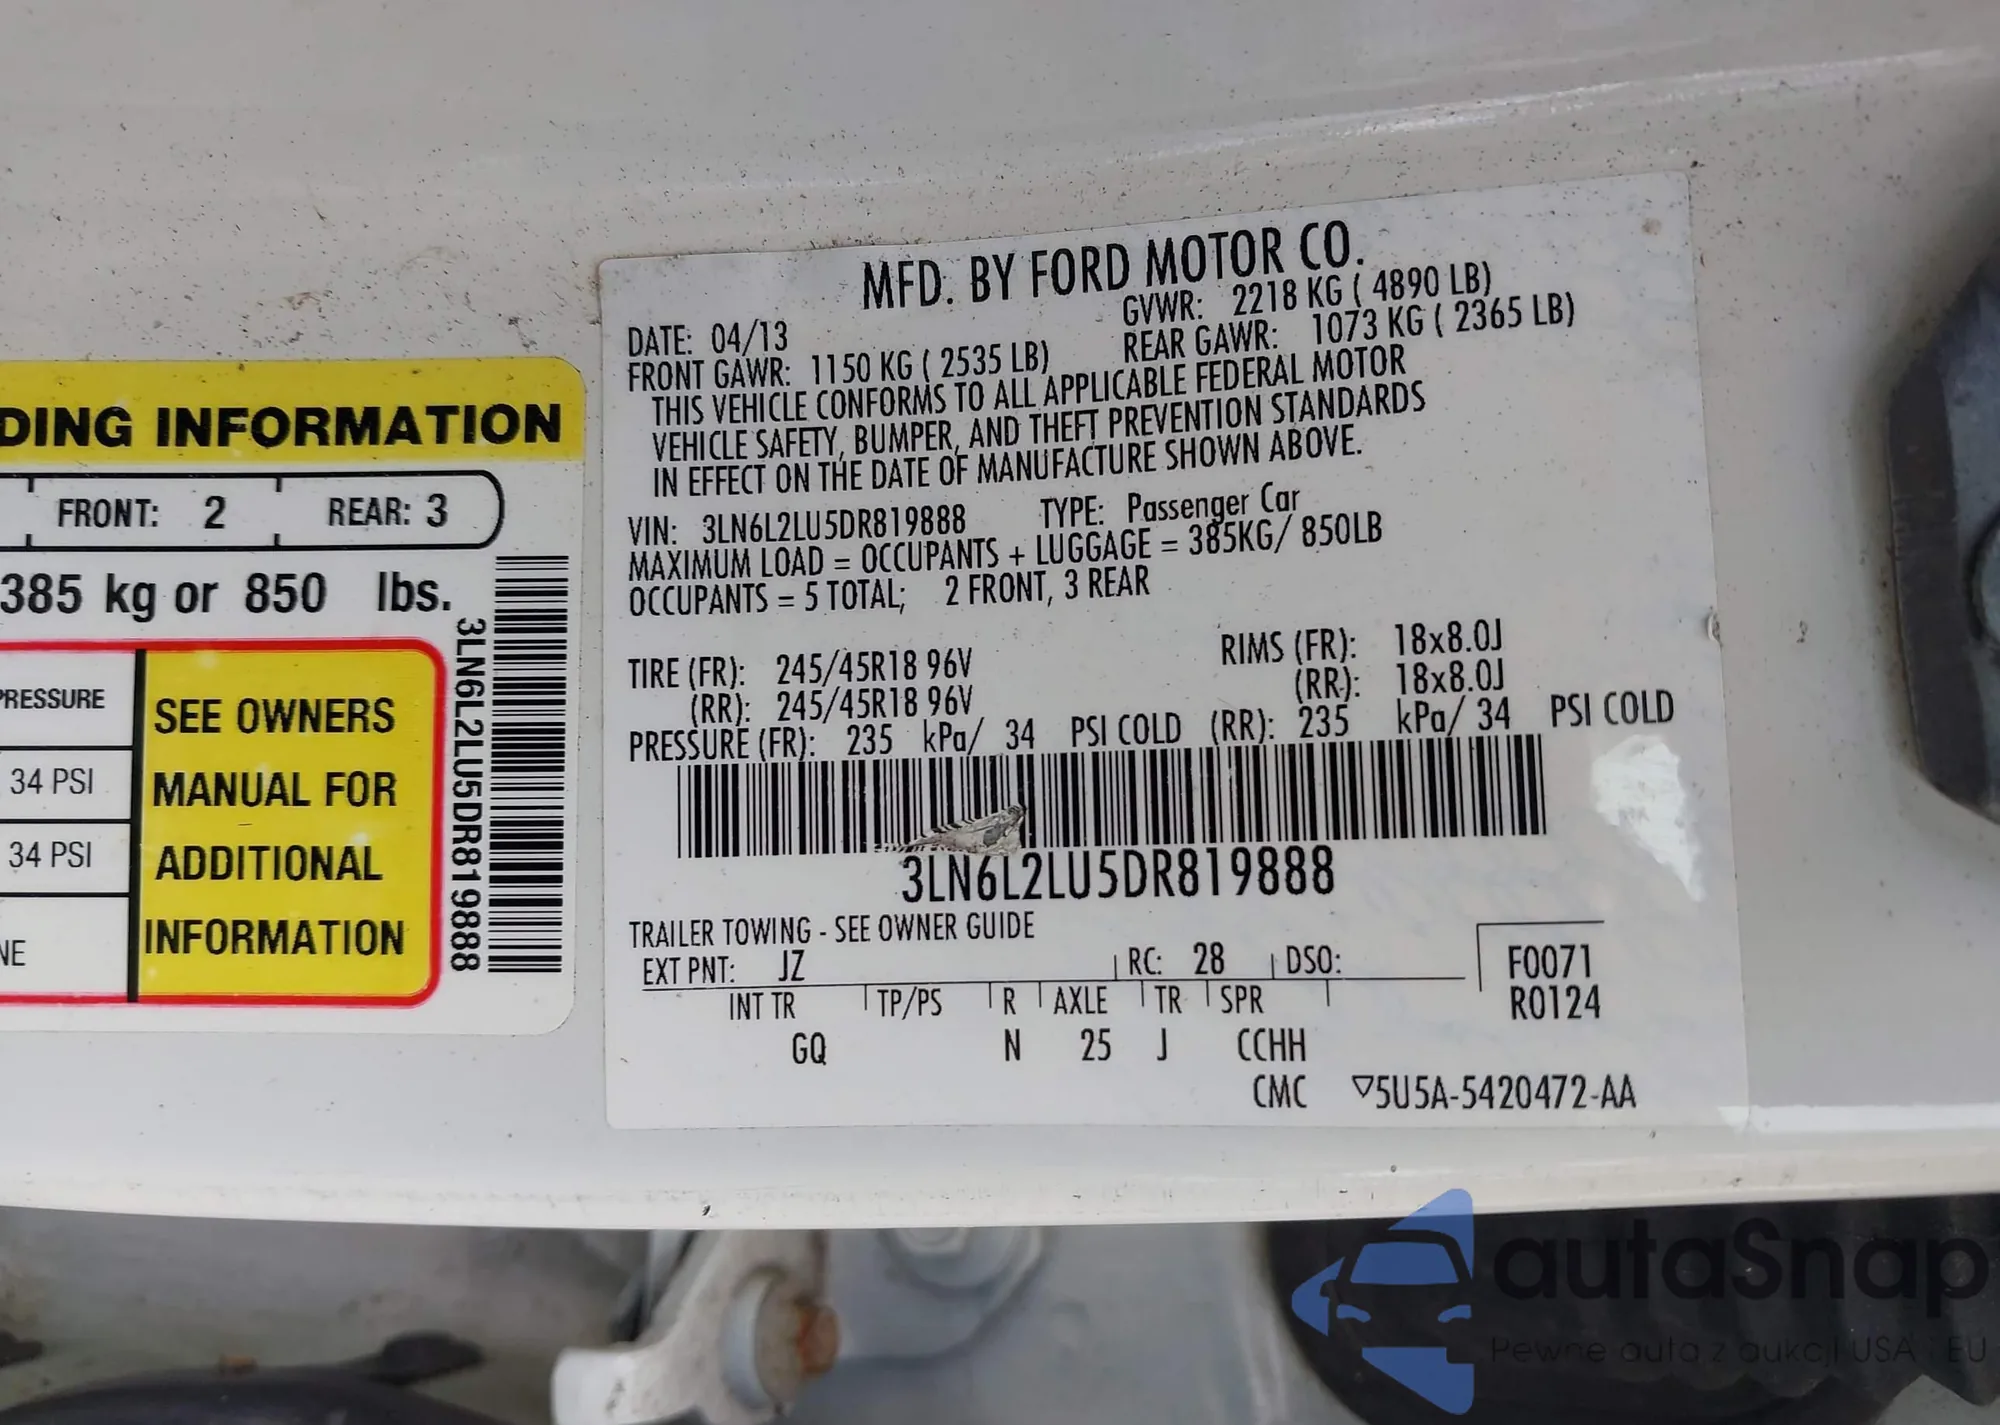 DING INFORMATION
FRONT: 2 REAR: 3
385 kg or 850 lbs.
PRESSURE
34 PSI
34 PSI
NE
SEE OWNERS
MANUAL FOR
ADDITIONAL
INFORMATION
3LN6L2LU5DR819888
MFD. BY FORD MOTOR CO.
DATE: 04/13 GVWR: 2218 KG ( 4890 LB)
FRONT GAWR: 1150 KG ( 2535 LB) REAR GAWR: 1073 KG ( 2365 LB)
THIS VEHICLE CONFORMS TO ALL APPLICABLE FEDERAL MOTOR
VEHICLE SAFETY, BUMPER, AND THEFT PREVENTION STANDARDS
IN EFFECT ON THE DATE OF MANUFACTURE SHOWN ABOVE.
VIN: 3LN6L2LU5DR819888 TYPE: Passenger Car
MAXIMUM LOAD = OCCUPANTS + LUGGAGE = 385KG/ 850LB
OCCUPANTS = 5 TOTAL; 2 FRONT, 3 REAR
TIRE (FR): 245/45R18 96V RIMS (FR): 18x8.0J
(RR): 245/45R18 96V (RR): 18x8.0J
PRESSURE (FR): 235 kPa/ 34 PSI COLD (RR): 235 kPa/ 34 PSI COLD
3LN6L2LU5DR819888
TRAILER TOWING - SEE OWNER GUIDE
EXT PNT: JZ RC: 28 DSO: F0071
INT TR TP/PS R AXLE TR SPR R0124
GQ N 25 J CCHH
CMC ▽5U5A-5420472-AA
autaSnap
Pewne auta z aukcji USA i EU